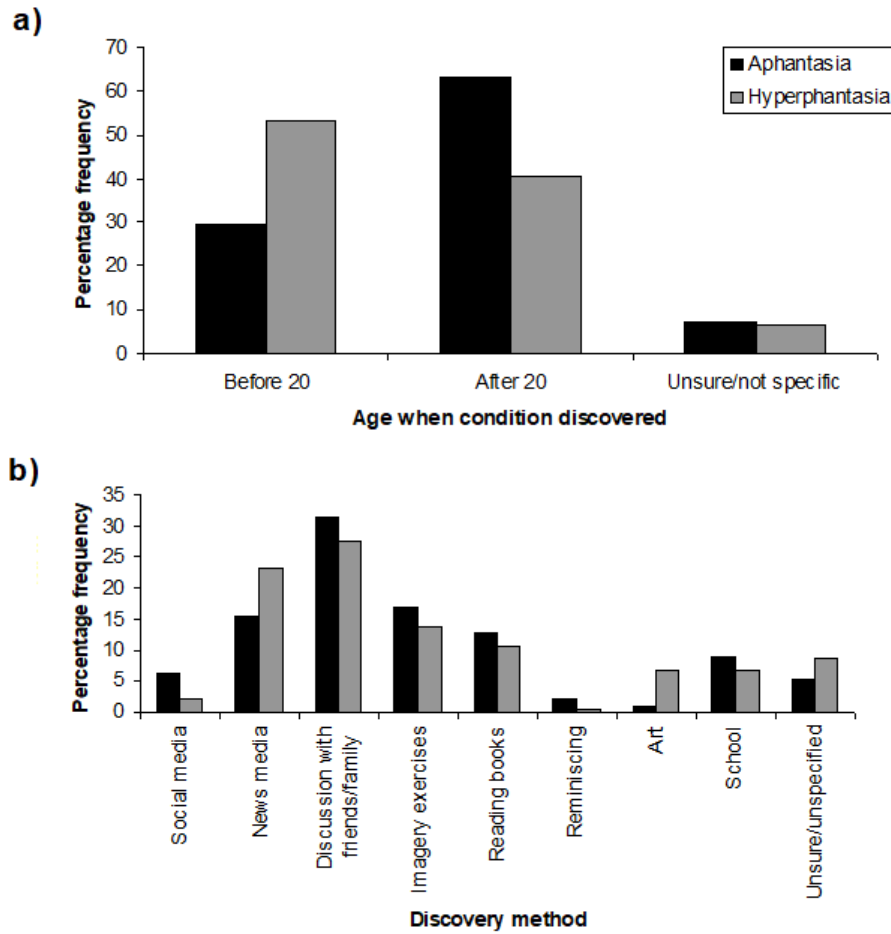 a)
70
60
50
40
30
20
10
0
Percentage frequency
Aphantasia
Hyperphantasia
Before 20
After 20
Unsure/not specific
Age when condition discovered
b)
35
30
25
20
15
10
5
0
Percentage frequency
Social media
News media
Discussion with
friends/family
Imagery exercises
Reading books
Reminiscing
Art
School
Unsure/unspecified
Discovery method